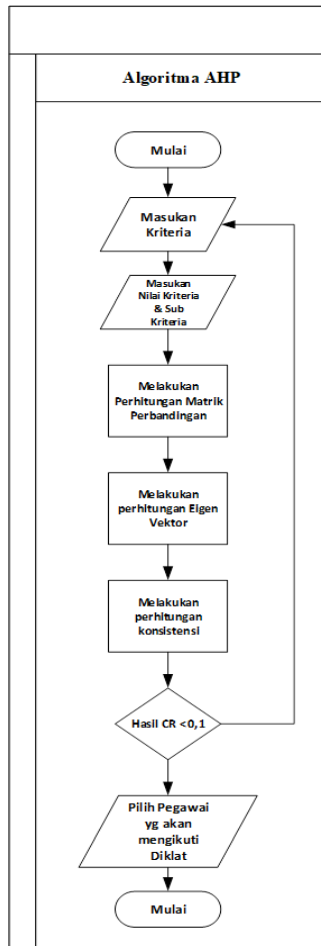 Algoritma AHP
Mulai
Masukan
Kriteria
Masukan
Nilai Kriteria
& Sub
Kriteria
Melakukan
Perhitungan Matrik
Perbandingan
Melakukan
perhitungan Eigen
Vektor
Melakukan
perhitungan
konsistensi
Hasil CR <0,1
Pilih Pegawai
yg akan
mengikuti
Diklat
Mulai